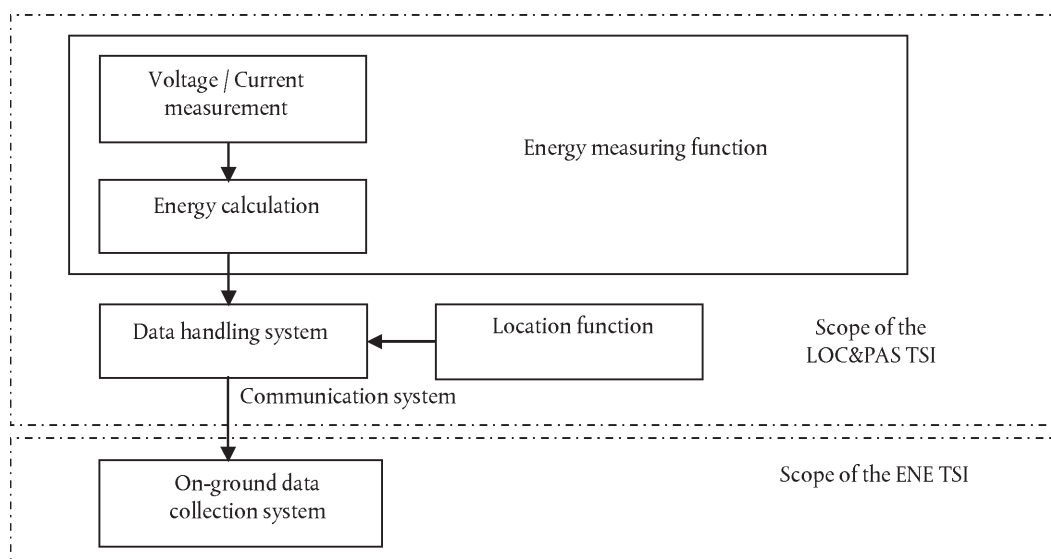 Voltage / Current
measurement
Energy measuring function
Energy calculation
Data handling system
Location function
Scope of the
LOC&PAS TSI
Communication system
On-ground data
collection system
Scope of the ENE TSI